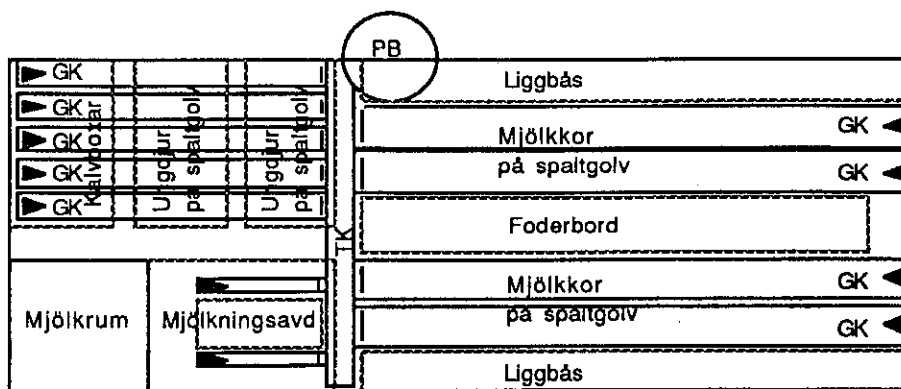 PB
GK
GK
GK
GK
GK
Kalvboxar
Ungdjur
på spaltgolv
Ungdjur
på spaltgolv
Liggbås
Mjölkkor
på spaltgolv
GK
GK
Foderbord
TK
Mjölkkor
på spaltgolv
GK
GK
Liggbås
Mjölkrum
Mjölkningsavd